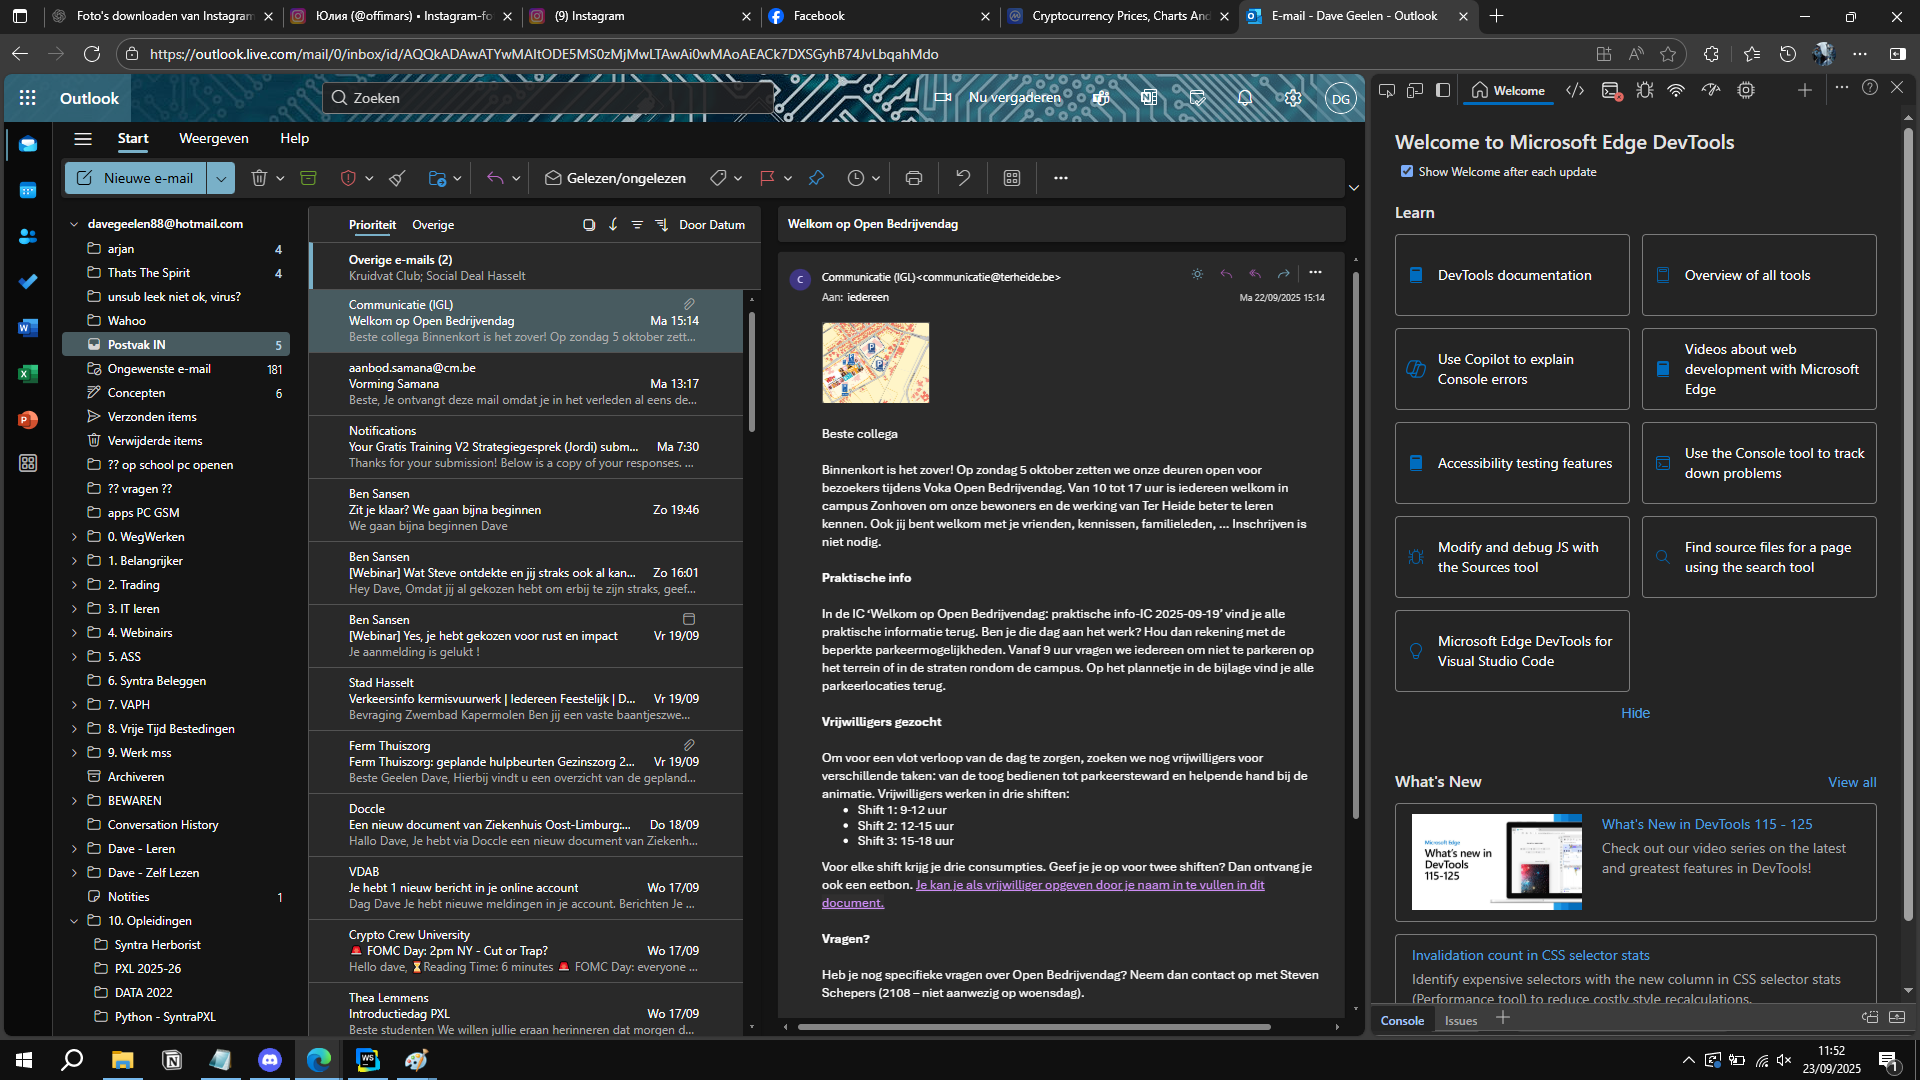 Foto's downloaden van Instagram
Юлия (@offimars) • Instagram-fo
(9) Instagram
Facebook
Cryptocurrency Prices, Charts And
E-mail - Dave Geelen - Outlook
https://outlook.live.com/mail/0/inbox/id/AQQkADAwATYwMAItODE5MS0zMjMwLTAwAi0wMAoAEACk7DXSGyhB74JvLbqahMdo
Outlook
Zoeken
Nu vergaderen
DG
Start
Weergeven
Help
Nieuwe e-mail
Gelezen/ongelezen
davegeelen88@hotmail.com
arjan 4
Thats The Spirit 4
unsub leek niet ok, virus?
Wahoo
Postvak IN 5
Ongewenste e-mail 181
Concepten 6
Verzonden items
Verwijderde items
?? op school pc openen
?? vragen ??
apps PC GSM
0. WegWerken
1. Belangrijker
2. Trading
3. IT leren
4. Webinairs
5. ASS
6. Syntra Beleggen
7. VAPH
8. Vrije Tijd Bestedingen
9. Werk mss
Archiveren
BEWAREN
Conversation History
Dave - Leren
Dave - Zelf Lezen
Notities 1
10. Opleidingen
Syntra Herborist
PXL 2025-26
DATA 2022
Python - SyntraPXL
Prioriteit
Overige
Door Datum
Overige e-mails (2)
Kruidvat Club; Social Deal Hasselt
Communicatie (IGL)
Welkom op Open Bedrijvendag Ma 15:14
Beste collega Binnenkort is het zover! Op zondag 5 oktober zett...
aanbod.samana@cm.be
Vorming Samana Ma 13:17
Beste, Je ontvangt deze mail omdat je in het verleden al eens de...
Notifications
Your Gratis Training V2 Strategiegesprek (Jordi) subm... Ma 7:30
Thanks for your submission! Below is a copy of your responses. ...
Ben Sansen
Zit je klaar? We gaan bijna beginnen Zo 19:46
We gaan bijna beginnen Dave
Ben Sansen
[Webinar] Wat Steve ontdekte en jij straks ook al kan... Zo 16:01
Hey Dave, Omdat jij al gekozen hebt om erbij te zijn straks, geef...
Ben Sansen
[Webinar] Yes, je hebt gekozen voor rust en impact Vr 19/09
Je aanmelding is gelukt !
Stad Hasselt
Verkeersinfo kermisvuurwerk | Iedereen Feestelijk | D... Vr 19/09
Bevraging Zwembad Kapermolen Ben jij een vaste baantjeszwe...
Ferm Thuiszorg
Ferm Thuiszorg: geplande hulpbeurten Gezinszorg 2... Vr 19/09
Beste Geelen Dave, Hierbij vindt u een overzicht van de gepland...
Doccle
Een nieuw document van Ziekenhuis Oost-Limburg:... Do 18/09
Hallo Dave, Je hebt via Doccle een nieuw document van Ziekenh...
VDAB
Je hebt 1 nieuw bericht in je online account Wo 17/09
Dag Dave Je hebt nieuwe meldingen in je account. Berichten Je ...
Crypto Crew University
🚨 FOMC Day: 2pm NY - Cut or Trap? Wo 17/09
Hello dave, ⏳Reading Time: 6 minutes 🚨 FOMC Day: everyone ...
Thea Lemmens
Introductiedag PXL Wo 17/09
Beste studenten We willen jullie eraan herinneren dat morgen d...
Welkom op Open Bedrijvendag
C
Communicatie (IGL)<communicatie@terheide.be>
Aan: iedereen
Ma 22/09/2025 15:14
Beste collega
Binnenkort is het zover! Op zondag 5 oktober zetten we onze deuren open voor
bezoekers tijdens Voka Open Bedrijvendag. Van 10 tot 17 uur is iedereen welkom in
campus Zonhoven om onze bewoners en de werking van Ter Heide beter te leren
kennen. Ook jij bent welkom met je vrienden, kennissen, familieleden, … Inschrijven is
niet nodig.
Praktische info
In de IC ‘Welkom op Open Bedrijvendag: praktische info-IC 2025-09-19’ vind je alle
praktische informatie terug. Ben je die dag aan het werk? Hou dan rekening met de
beperkte parkeermogelijkheden. Vanaf 9 uur vragen we iedereen om niet te parkeren op
het terrein of in de straten rondom de campus. Op het plannetje in de bijlage vind je alle
parkeerlocaties terug.
Vrijwilligers gezocht
Om voor een vlot verloop van de dag te zorgen, zoeken we nog vrijwilligers voor
verschillende taken: van de toog bedienen tot parkeersteward en helpende hand bij de
animatie. Vrijwilligers werken in drie shiften:
• Shift 1: 9-12 uur
• Shift 2: 12-15 uur
• Shift 3: 15-18 uur
Voor elke shift krijg je drie consumpties. Geef je je op voor twee shiften? Dan ontvang je
ook een eetbon. Je kan je als vrijwilliger opgeven door je naam in te vullen in dit
document.
Vragen?
Heb je nog specifieke vragen over Open Bedrijvendag? Neem dan contact op met Steven
Schepers (2108 – niet aanwezig op woensdag).
Welcome
Welcome to Microsoft Edge DevTools
Show Welcome after each update
Learn
DevTools documentation
Overview of all tools
Use Copilot to explain
Console errors
Videos about web
development with Microsoft
Edge
Accessibility testing features
Use the Console tool to track
down problems
Modify and debug JS with
the Sources tool
Find source files for a page
using the search tool
Microsoft Edge DevTools for
Visual Studio Code
Hide
What's New
View all
Microsoft Edge
What's new in
DevTools
115-125
What's New in DevTools 115 - 125
Check out our video series on the latest
and greatest features in DevTools!
Invalidation count in CSS selector stats
Identify expensive selectors with the new column in CSS selector stats
(Performance tool) to reduce costly style recalculations.
Console
Issues
11:52
23/09/2025
1